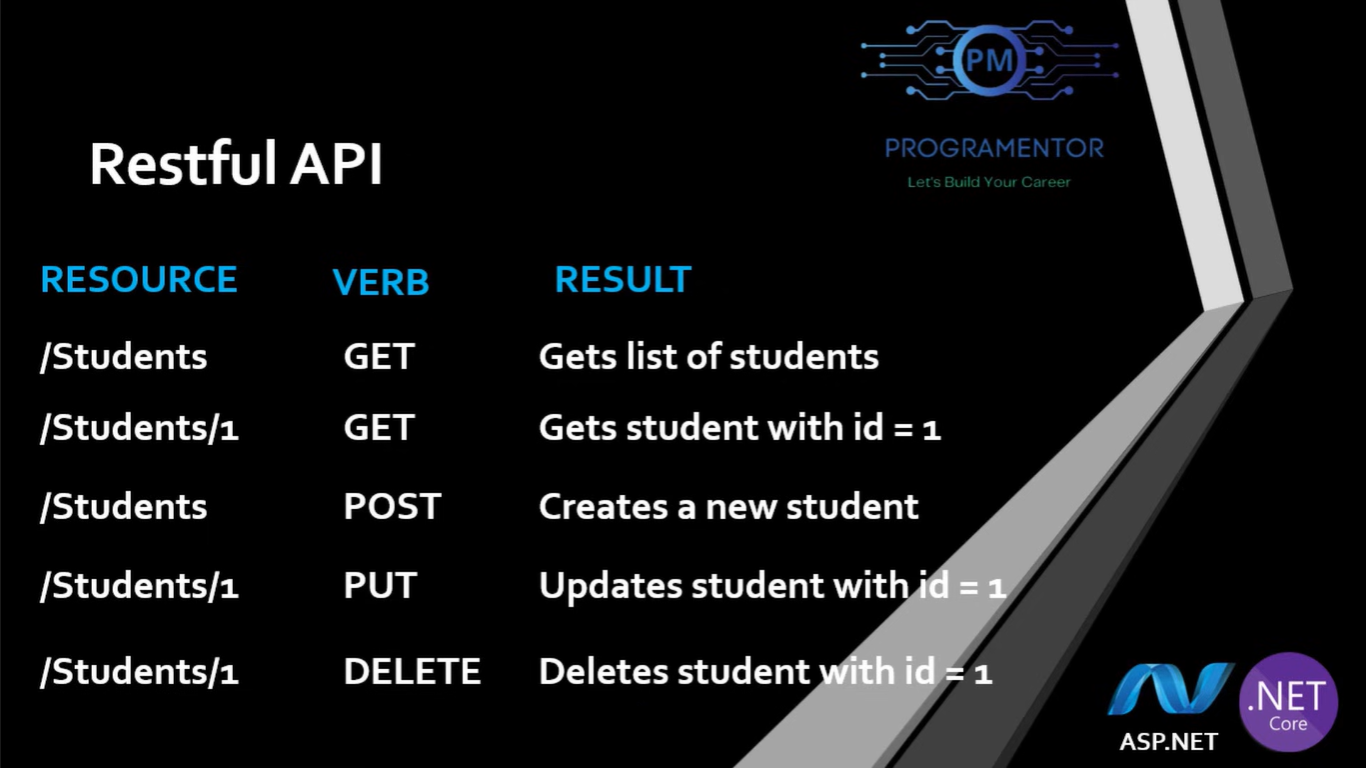 PM
PROGRAMENTOR
Let's Build Your Career
Restful API
RESOURCE VERB RESULT
/Students GET Gets list of students
/Students/1 GET Gets student with id = 1
/Students POST Creates a new student
/Students/1 PUT Updates student with id = 1
/Students/1 DELETE Deletes student with id = 1
ASP.NET
.NET
Core